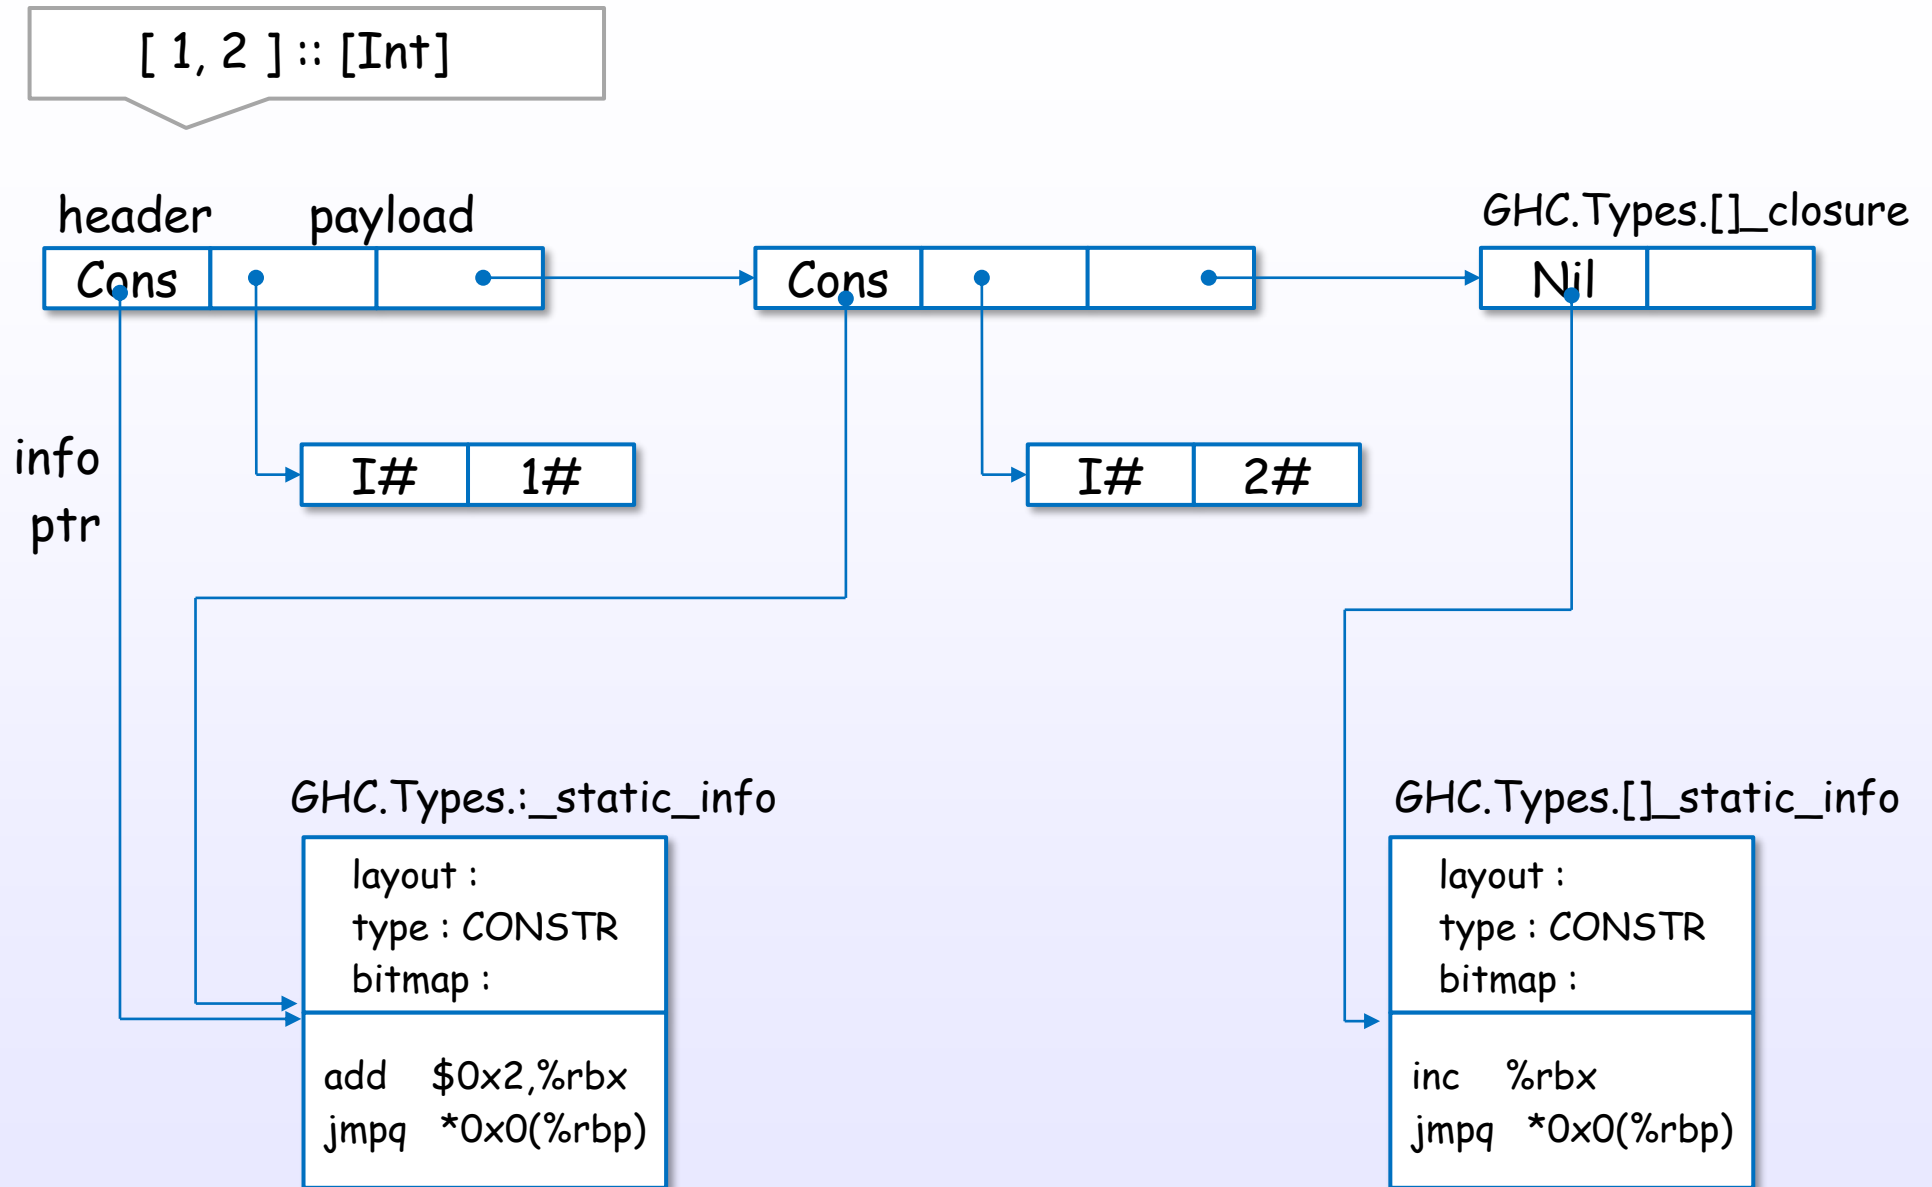 [ 1, 2 ] :: [Int]
header payload GHC.Types.[]_closure
Cons Cons Nil
info
ptr
I# 1# I# 2#
GHC.Types.:_static_info GHC.Types.[]_static_info
layout :
type : CONSTR
bitmap :
add $0x2,%rbx
jmpq *0x0(%rbp)
layout :
type : CONSTR
bitmap :
inc %rbx
jmpq *0x0(%rbp)